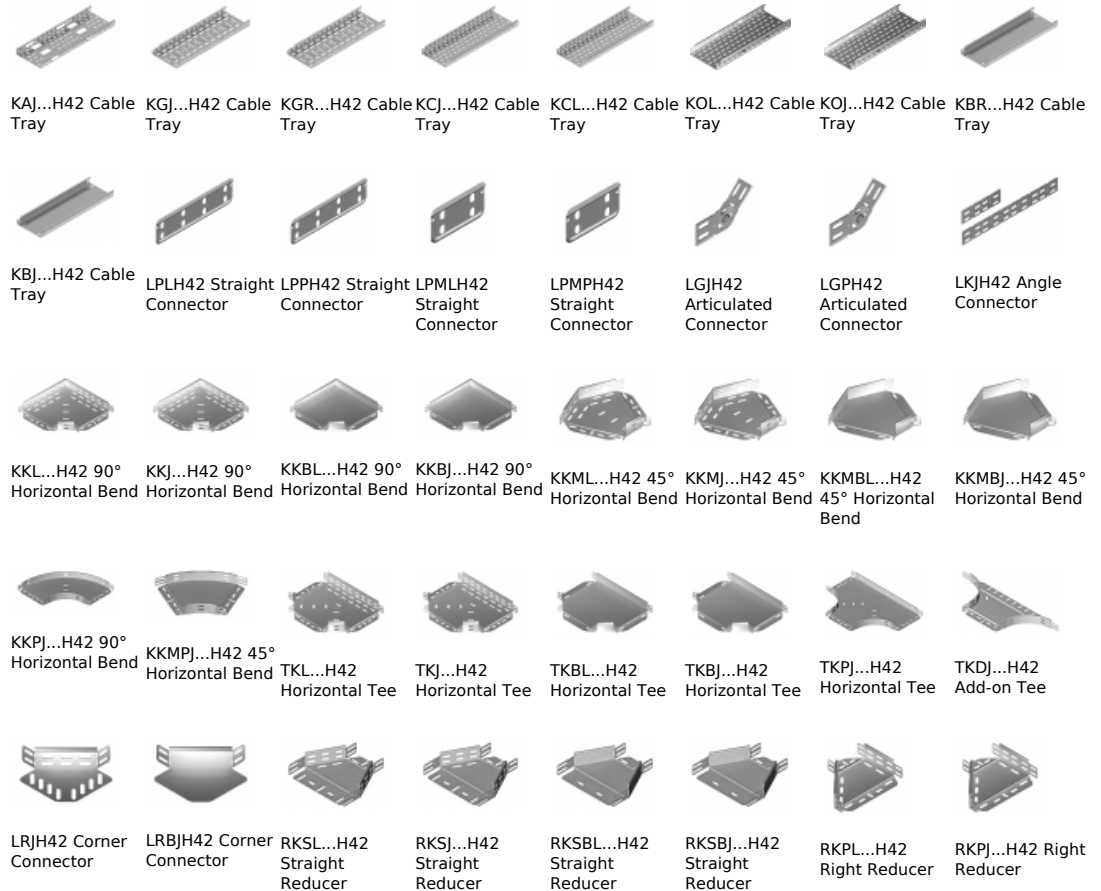 KAJ...H42 Cable
Tray
KGJ...H42 Cable
Tray
KGR...H42 Cable
Tray
KCJ...H42 Cable
Tray
KCL...H42 Cable
Tray
KOL...H42 Cable
Tray
KOJ...H42 Cable
Tray
KBR...H42 Cable
Tray
KBJ...H42 Cable
Tray
LPLH42 Straight
Connector
LPPH42 Straight
Connector
LPMLH42
Straight
Connector
LPMPH42
Straight
Connector
LGJH42
Articulated
Connector
LGPH42
Articulated
Connector
LKJH42 Angle
Connector
KKL...H42 90°
Horizontal Bend
KKJ...H42 90°
Horizontal Bend
KKBL...H42 90°
Horizontal Bend
KKBJ...H42 90°
Horizontal Bend
KKML...H42 45°
Horizontal Bend
KKMJ...H42 45°
Horizontal Bend
KKMBL...H42
45° Horizontal
Bend
KKMBJ...H42 45°
Horizontal Bend
KKPJ...H42 90°
Horizontal Bend
KKMPJ...H42 45°
Horizontal Bend
TKL...H42
Horizontal Tee
TKJ...H42
Horizontal Tee
TKBL...H42
Horizontal Tee
TKBJ...H42
Horizontal Tee
TKPJ...H42
Horizontal Tee
TKDJ...H42
Add-on Tee
LRJH42 Corner
Connector
LRBJH42 Corner
Connector
RKSL...H42
Straight
Reducer
RKSJ...H42
Straight
Reducer
RKSBL...H42
Straight
Reducer
RKSBJ...H42
Straight
Reducer
RKPL...H42
Right Reducer
RKPJ...H42 Right
Reducer